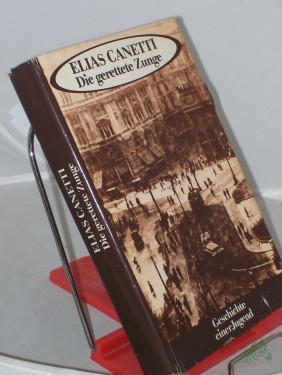 ELIAS CANETTI
Die gerettete Zunge
ELIAS CANETTI
Die gerettete Zunge
Geschichte
einer Jugend